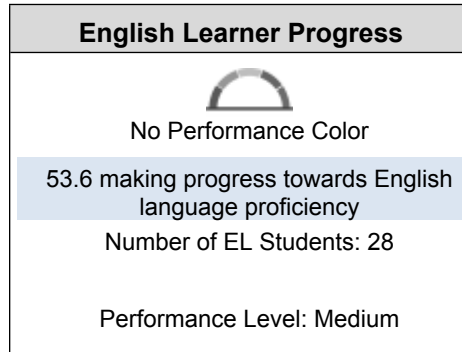 English Learner Progress
No Performance Color
53.6 making progress towards English
language proficiency
Number of EL Students: 28
Performance Level: Medium